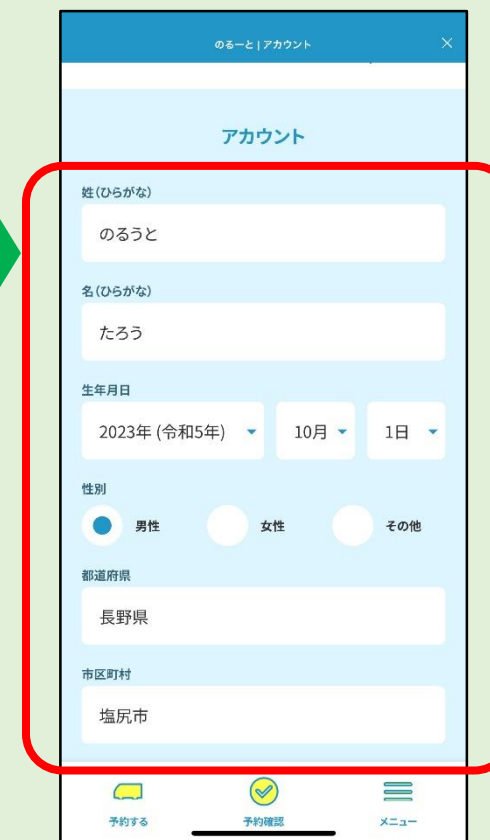 のるーと | アカウント
アカウント
姓(ひらがな)
のるうと
名(ひらがな)
たろう
生年月日
2023年 (令和5年) 10月 1日
性別
男性 女性 その他
都道府県
長野県
市区町村
塩尻市
予約する 予約確認 メニュー